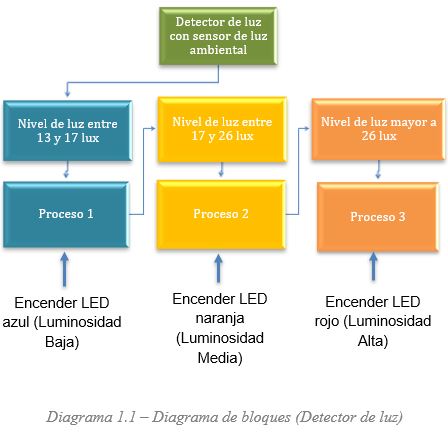 Detector de luz
con sensor de luz
ambiental
Nivel de luz entre
13 y 17 lux
Nivel de luz entre
17 y 26 lux
Nivel de luz mayor a
26 lux
Proceso 1
Proceso 2
Proceso 3
Encender LED
azul (Luminosidad
Baja)
Encender LED
naranja
(Luminosidad
Media)
Encender LED
rojo (Luminosidad
Alta)
Diagrama 1.1 – Diagrama de bloques (Detector de luz)